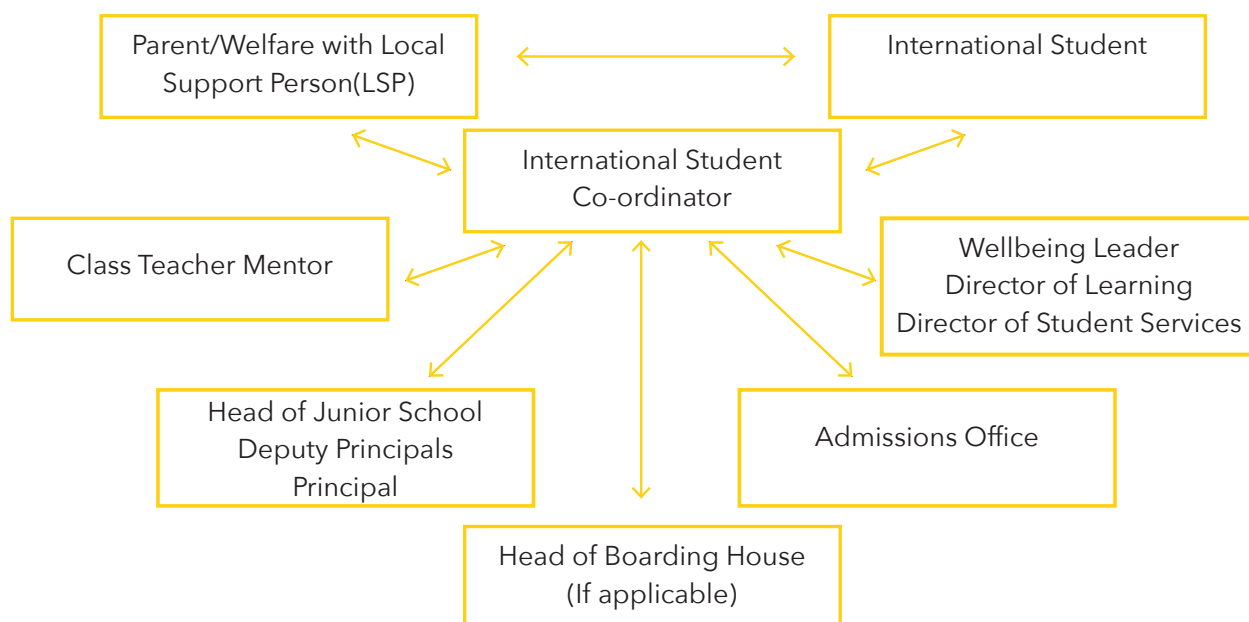 Parent/Welfare with Local
Support Person(LSP)
International Student
International Student
Co-ordinator
Class Teacher Mentor
Wellbeing Leader
Director of Learning
Director of Student Services
Head of Junior School
Deputy Principals
Principal
Admissions Office
Head of Boarding House
(If applicable)